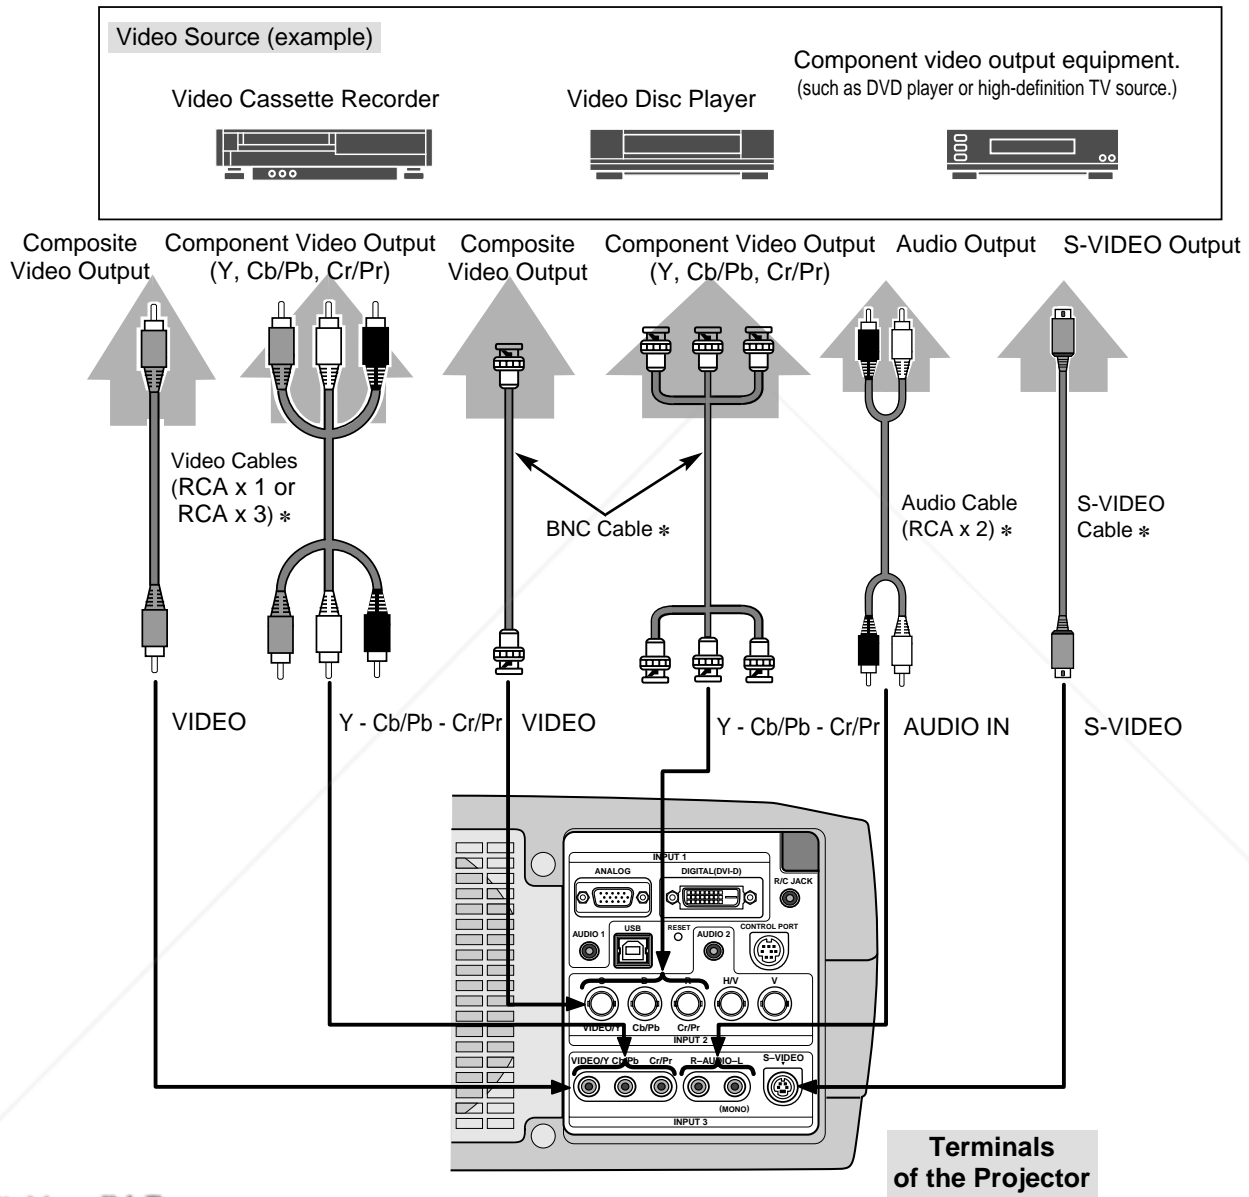 Video Source (example)
Component video output equipment.
(such as DVD player or high-definition TV source.)
Video Cassette Recorder
Video Disc Player
Composite
Video Output
Component Video Output
(Y, Cb/Pb, Cr/Pr)
Composite
Video Output
Component Video Output
(Y, Cb/Pb, Cr/Pr)
Audio Output
S-VIDEO Output
Video Cables
(RCA x 1 or
RCA x 3) *
BNC Cable *
Audio Cable
(RCA x 2) *
S-VIDEO
Cable *
VIDEO
Y - Cb/Pb - Cr/Pr
VIDEO
Y - Cb/Pb - Cr/Pr
AUDIO IN
S-VIDEO
INPUT 1
ANALOG
DIGITAL(DVI-D)
R/C JACK
AUDIO 1
USB
RESET
AUDIO 2
CONTROL PORT
R
H/V
V
VIDEO/Y
Cb/Pb
Cr/Pr
INPUT 2
VIDEO/Y
Cb/Pb
Cr/Pr
R–AUDIO–L
S–VIDEO
(MONO)
INPUT 3
Terminals
of the Projector